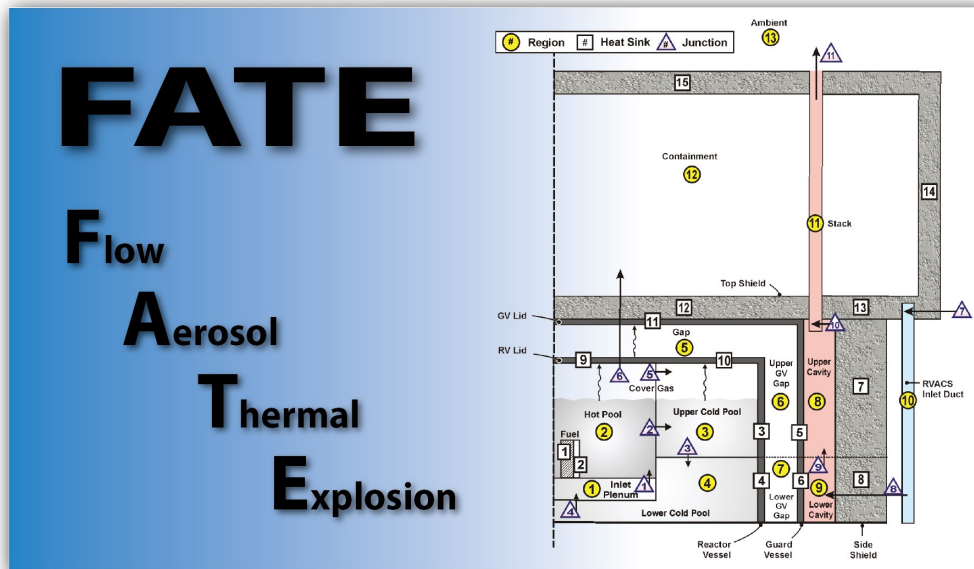 FATE
Flow
Aerosol
Thermal
Explosion
# Region # Heat Sink # Junction
Ambient
13
11
15
Containment
12
14
11 Stack
Top Shield
12
13
7
GV Lid
11
10
Gap
5
RV Lid
9
10
6
5
Cover Gas
Upper
GV
Gap
6
Upper
Cavity
8
7
RVACS
Inlet Duct
10
Hot Pool
2
Upper Cold Pool
2
3
3
3
5
Fuel
1
2
1
Inlet
Plenum
1
4
4
7
4
6
9
9
8
8
Lower Cold Pool
Lower
GV
Gap
Lower
Cavity
Reactor
Vessel
Guard
Vessel
Side
Shield